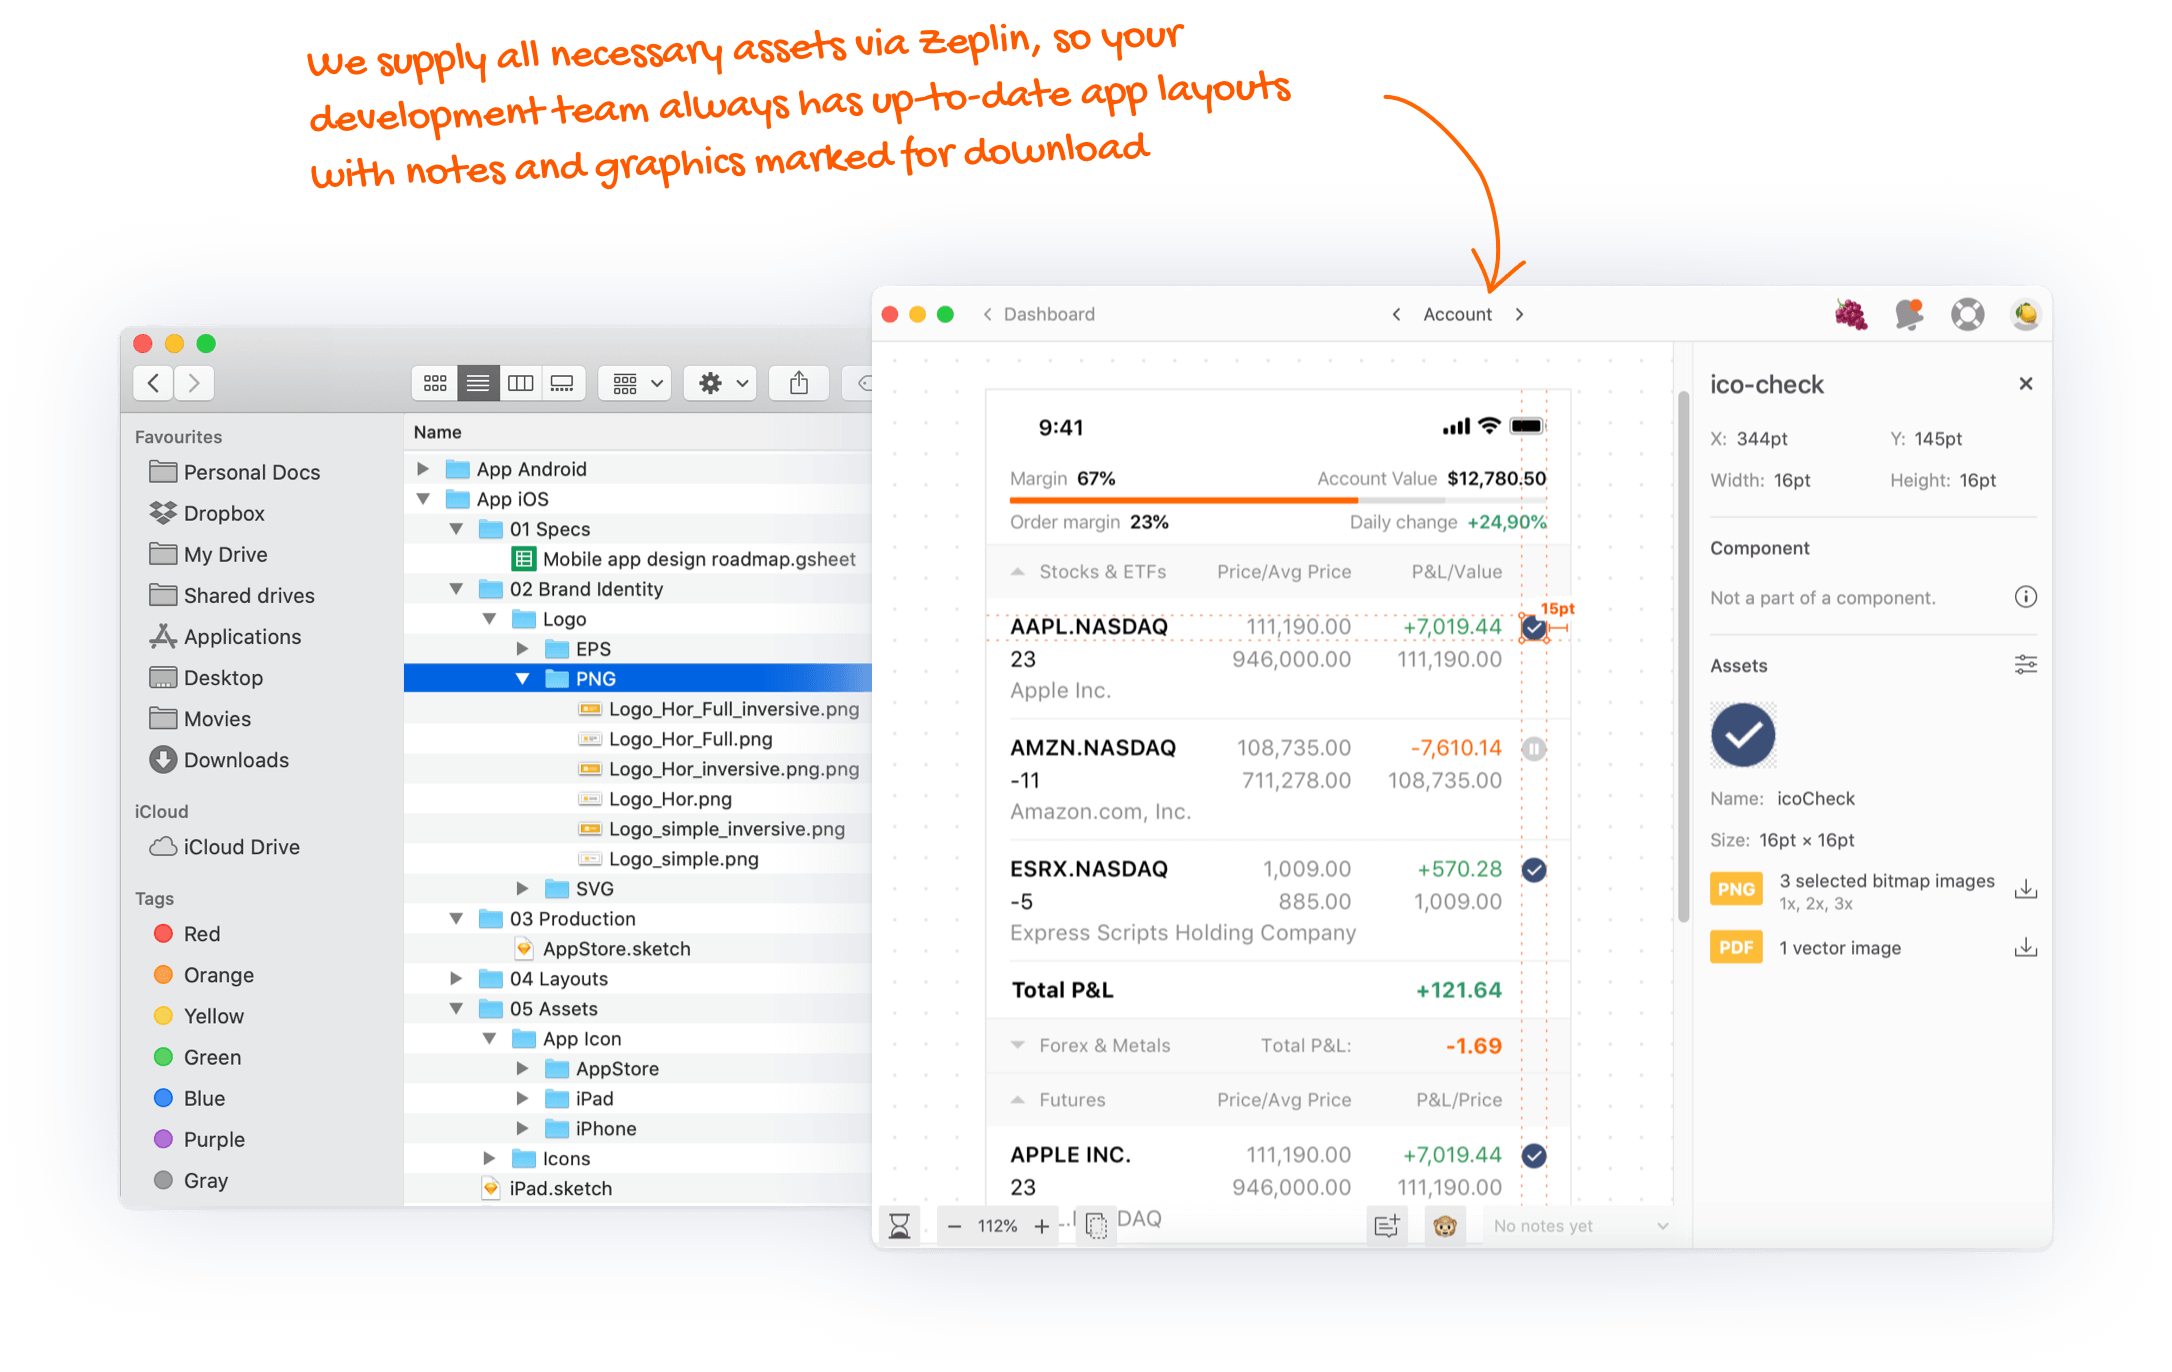 We supply all necessary assets via Zeplin, so your
development team always has up-to-date app layouts
with notes and graphics marked for download
Favourites
Personal Docs
Dropbox
My Drive
Shared drives
Applications
Desktop
Movies
Downloads
iCloud
iCloud Drive
Tags
Red
Orange
Yellow
Green
Blue
Purple
Gray
Name
App Android
App iOS
01 Specs
Mobile app design roadmap.gsheet
02 Brand Identity
Logo
EPS
PNG
Logo_Hor_Full_inversive.png
Logo_Hor_Full.png
Logo_Hor_inversive.png.png
Logo_Hor.png
Logo_simple_inversive.png
Logo_simple.png
SVG
03 Production
AppStore.sketch
04 Layouts
05 Assets
App Icon
AppStore
iPad
iPhone
Icons
iPad.sketch
Dashboard
Account
9:41
Margin 67% Account Value $12,780.50
Order margin 23% Daily change +24,90%
Stocks & ETFs Price/Avg Price P&L/Value
15pt
AAPL.NASDAQ 111,190.00 +7,019.44
23 946,000.00 111,190.00
Apple Inc.
AMZN.NASDAQ 108,735.00 -7,610.14
-11 711,278.00 108,735.00
Amazon.com, Inc.
ESRX.NASDAQ 1,009.00 +570.28
-5 885.00 1,009.00
Express Scripts Holding Company
Total P&L +121.64
Forex & Metals Total P&L: -1.69
Futures Price/Avg Price P&L/Price
APPLE INC. 111,190.00 +7,019.44
23 946,000.00 111,190.00
DAQ
− 112% +
No notes yet
ico-check
X: 344pt Y: 145pt
Width: 16pt Height: 16pt
Component
Not a part of a component.
Assets
Name: icoCheck
Size: 16pt × 16pt
PNG 3 selected bitmap images
1x, 2x, 3x
PDF 1 vector image